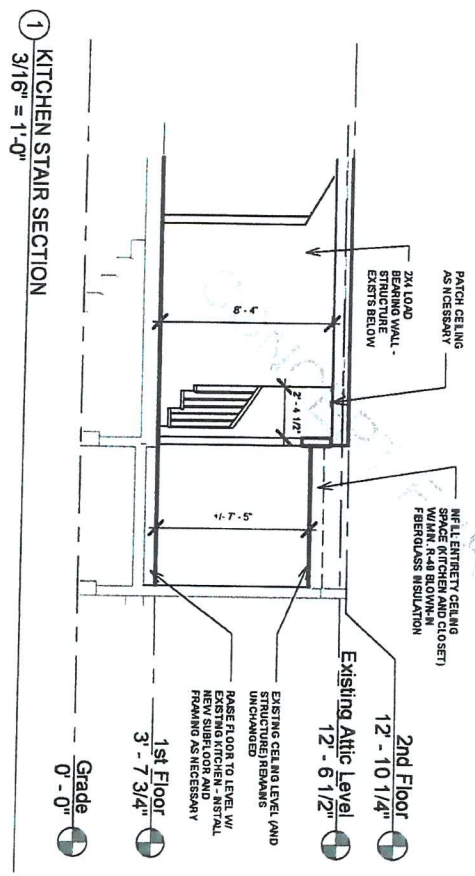 PATCH CEILING
AS NCESSARY
2X4 LOAD
BEARING WALL -
STRUCTURE
EXISTS BELOW
INFILL ENTIRETY CEILING
SPACE (KITCHEN AND CLOSET)
W/MIN. R-49 BLOWN-IN
FIBERGLASS INSULATION
8' - 4"
2' - 4 1/2"
+/- 7' - 5"
2nd Floor
12' - 10 1/4"
Existing Attic Level
12' - 6 1/2"
EXISTING CEILING LEVEL (AND
STRUCTURE) REMAINS
UNCHANGED
RAISE FLOOR TO LEVEL W/
EXISTING KITCHEN - INSTALL
NEW SUBFLOOR AND
FRAMING AS NECESSARY
1st Floor
3' - 7 3/4"
Grade
0' - 0"
1
KITCHEN STAIR SECTION
3/16" = 1'-0"